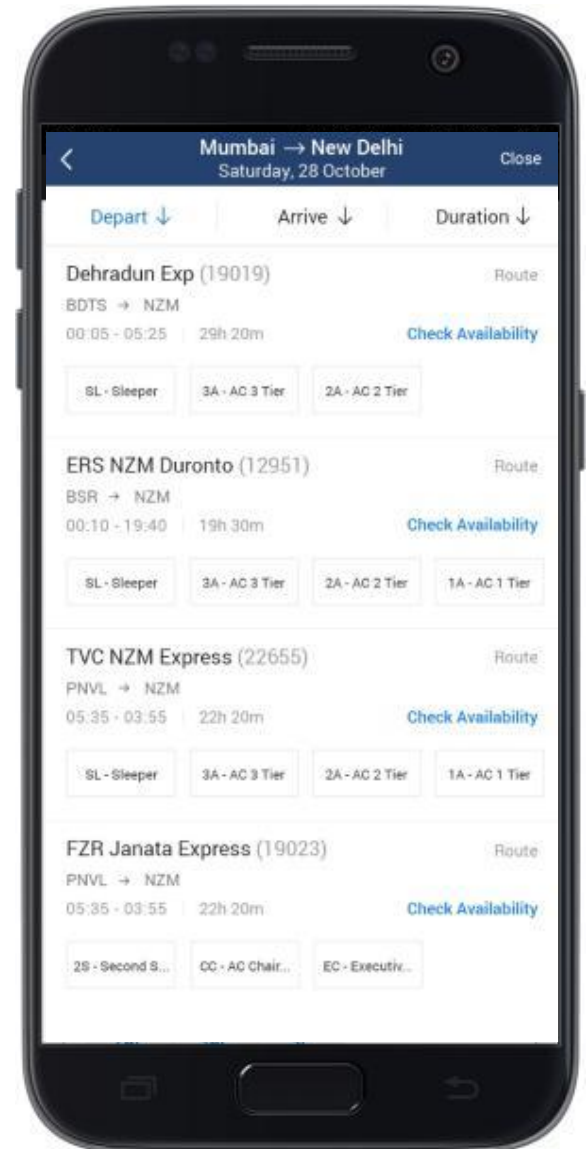 Mumbai → New Delhi
Saturday, 28 October
Close
Depart ↓ Arrive ↓ Duration ↓
Dehradun Exp (19019) Route
BDTS → NZM
00:05 - 05:25 29h 20m Check Availability
SL - Sleeper 3A - AC 3 Tier 2A - AC 2 Tier
ERS NZM Duronto (12951) Route
BSR → NZM
00:10 - 19:40 19h 30m Check Availability
SL - Sleeper 3A - AC 3 Tier 2A - AC 2 Tier 1A - AC 1 Tier
TVC NZM Express (22655) Route
PNVL → NZM
05:35 - 03:55 22h 20m Check Availability
SL - Sleeper 3A - AC 3 Tier 2A - AC 2 Tier 1A - AC 1 Tier
FZR Janata Express (19023) Route
PNVL → NZM
05:35 - 03:55 22h 20m Check Availability
2S - Second S... CC - AC Chair... EC - Executiv...